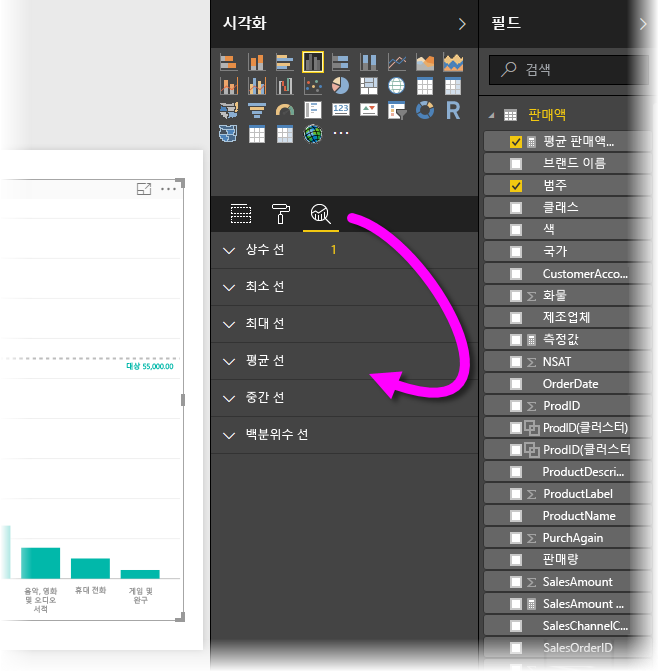 시각화
필드
123
R
검색
판매액
평균 판매액...
브랜드 이름
범주
클래스
색
국가
CustomerAcco...
화물
제조업체
측정값
NSAT
OrderDate
ProdID
ProdID(클러스터)
ProdID(클러스터
ProductDescri...
ProductLabel
ProductName
PurchAgain
판매량
SalesAmount
SalesAmount ...
SalesChannelC...
SalesOrderID
상수 선 1
최소 선
최대 선
평균 선
중간 선
백분위수 선
대상 55,000.00
음악, 영화
및 오디오
서적
휴대 전화
게임 및
완구